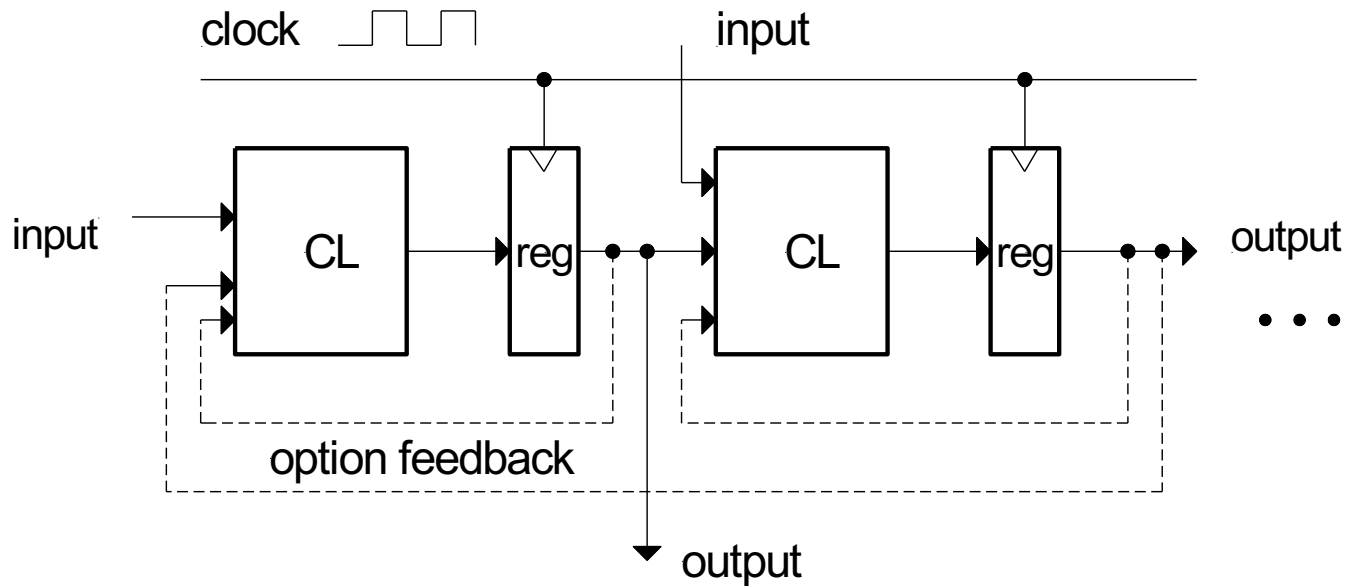 clock
input
input
CL
reg
CL
reg
output
option feedback
output